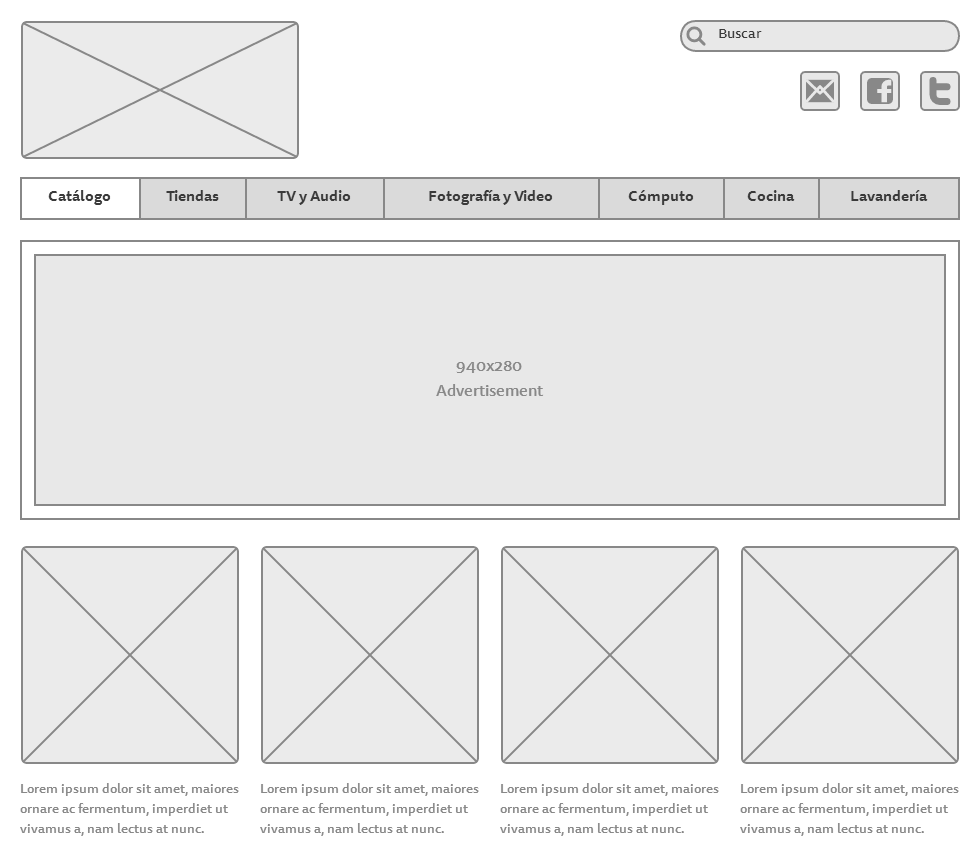 Buscar
Catálogo Tiendas TV y Audio Fotografía y Video Cómputo Cocina Lavandería
940x280
Advertisement
Lorem ipsum dolor sit amet, maiores
ornare ac fermentum, imperdiet ut
vivamus a, nam lectus at nunc.
Lorem ipsum dolor sit amet, maiores
ornare ac fermentum, imperdiet ut
vivamus a, nam lectus at nunc.
Lorem ipsum dolor sit amet, maiores
ornare ac fermentum, imperdiet ut
vivamus a, nam lectus at nunc.
Lorem ipsum dolor sit amet, maiores
ornare ac fermentum, imperdiet ut
vivamus a, nam lectus at nunc.